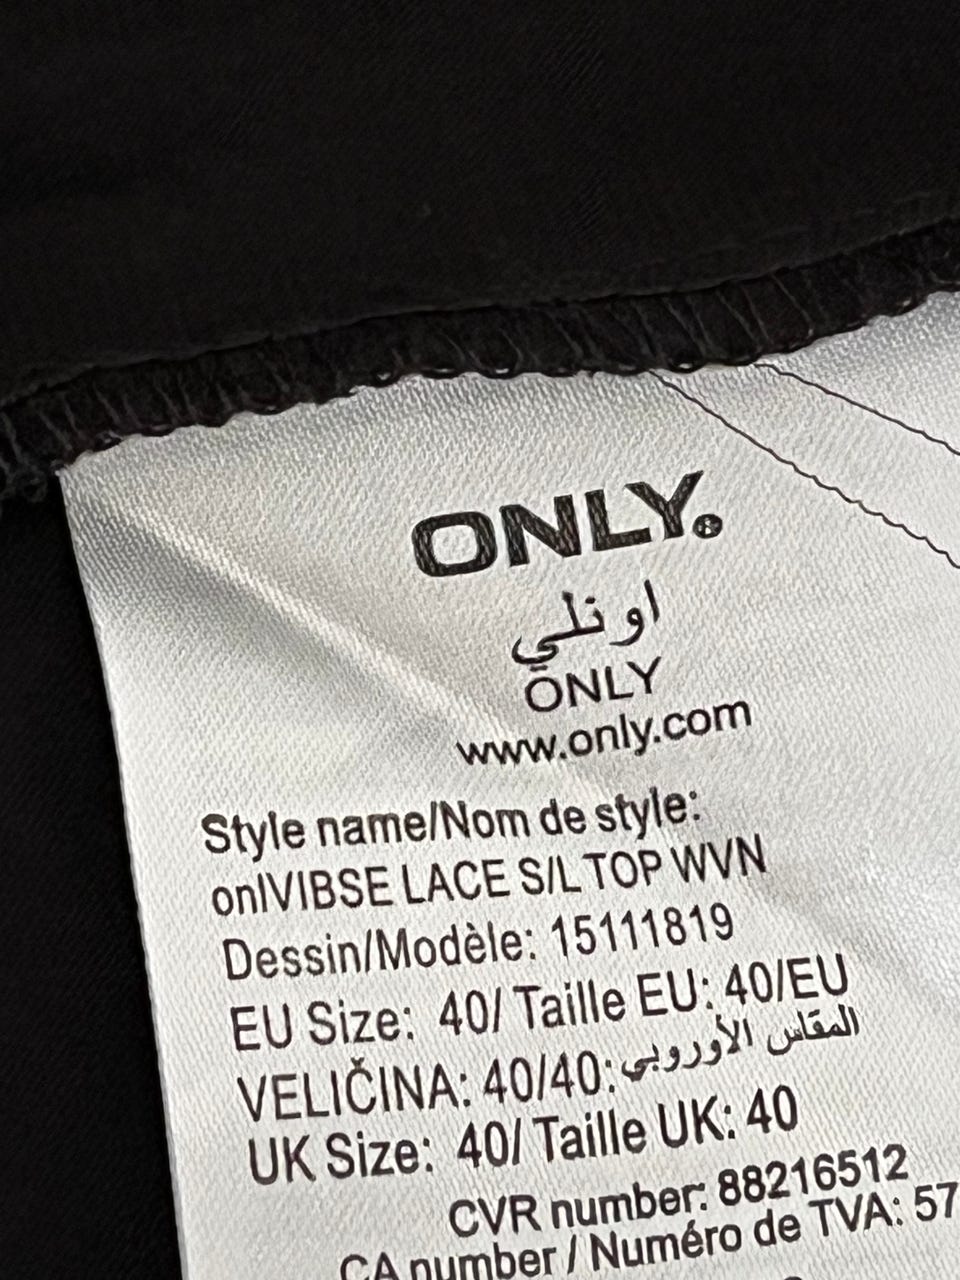 ONLY.®
اونلي
ONLY
www.only.com
Style name/Nom de style:
onlVIBSE LACE S/L TOP WVN
Dessin/Modèle: 15111819
EU Size: 40/ Taille EU: 40/EU
VELIČINA: 40/40:المقاس الأوروبي
UK Size: 40/ Taille UK: 40
CVR number: 88216512
CA number / Numéro de TVA: 57